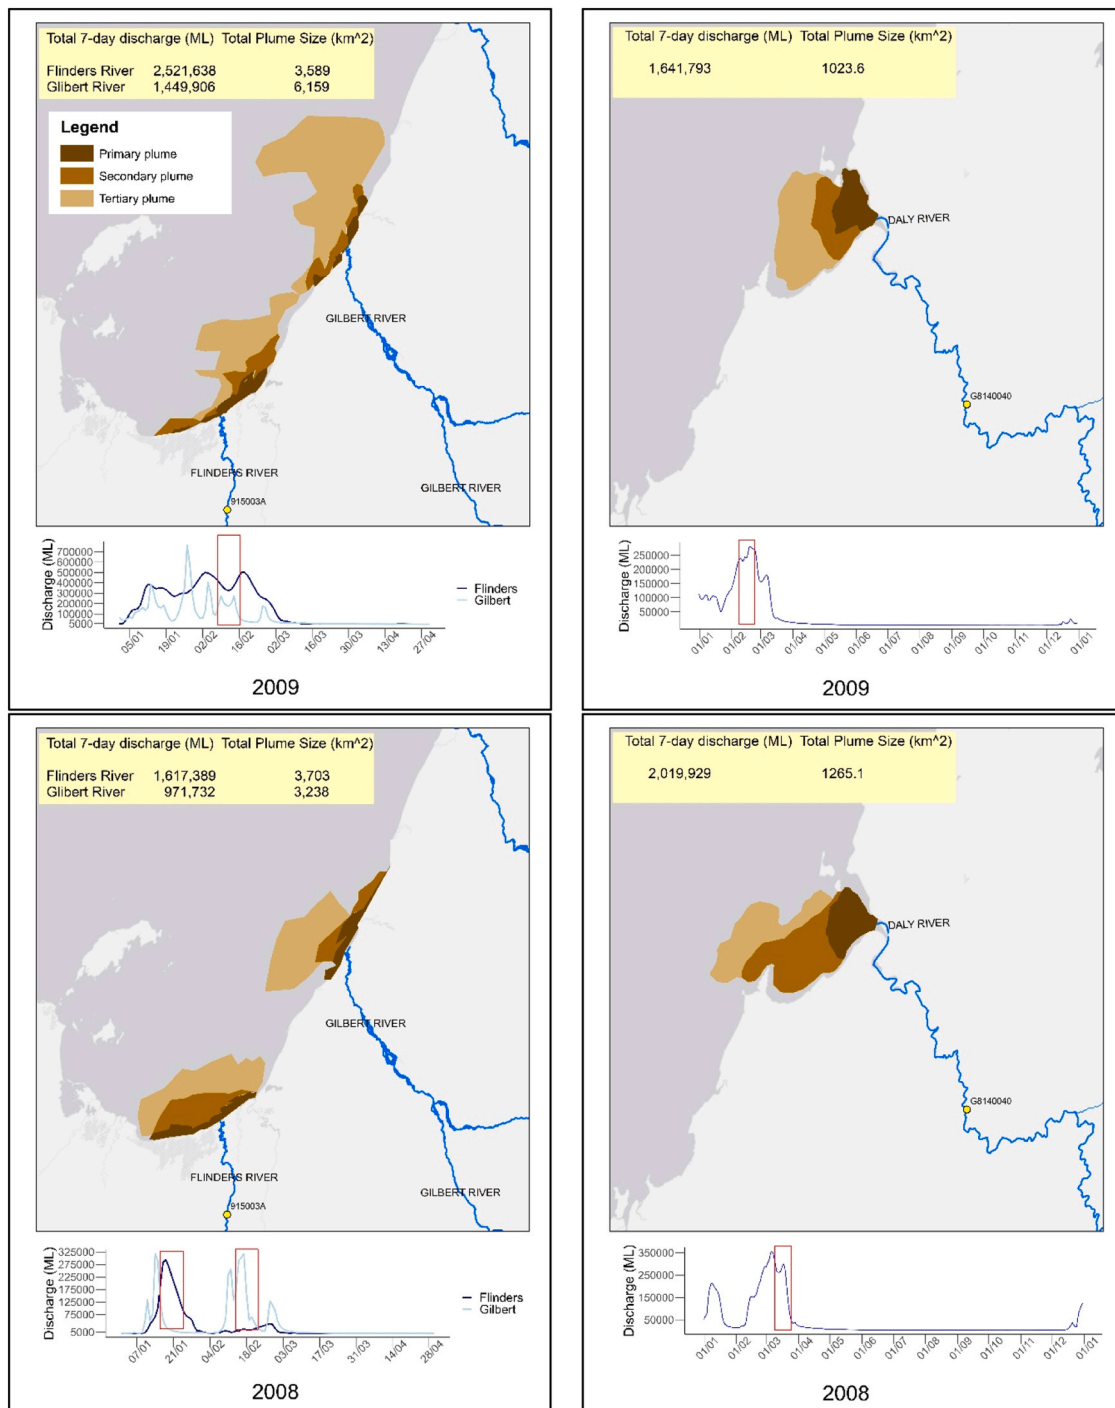 Total 7-day discharge (ML) Total Plume Size (km^2)
Flinders River 2,521,638 3,589
Glibert River 1,449,906 6,159
Legend
Primary plume
Secondary plume
Tertiary plume
GILBERT RIVER
FLINDERS RIVER
GILBERT RIVER
915003A
Discharge (ML)
700000
600000
500000
400000
300000
200000
100000
5000
05/01 19/01 02/02 16/02 02/03 16/03 30/03 13/04 27/04
Flinders
Gilbert
2009
Total 7-day discharge (ML) Total Plume Size (km^2)
1,641,793 1023.6
DALY RIVER
G8140040
Discharge (ML)
250000
200000
150000
100000
50000
01/01 01/02 01/03 01/04 01/05 01/06 01/07 01/08 01/09 01/10 01/11 01/12 01/01
2009
Total 7-day discharge (ML) Total Plume Size (km^2)
Flinders River 1,617,389 3,703
Glibert River 971,732 3,238
GILBERT RIVER
FLINDERS RIVER
GILBERT RIVER
915003A
Discharge (ML)
325000
275000
225000
175000
125000
75000
5000
07/01 21/01 04/02 18/02 03/03 17/03 31/03 14/04 28/04
Flinders
Gilbert
2008
Total 7-day discharge (ML) Total Plume Size (km^2)
2,019,929 1265.1
DALY RIVER
G8140040
Discharge (ML)
350000
250000
150000
50000
01/01 01/02 01/03 01/04 01/05 01/06 01/07 01/08 01/09 01/10 01/11 01/12 01/01
2008